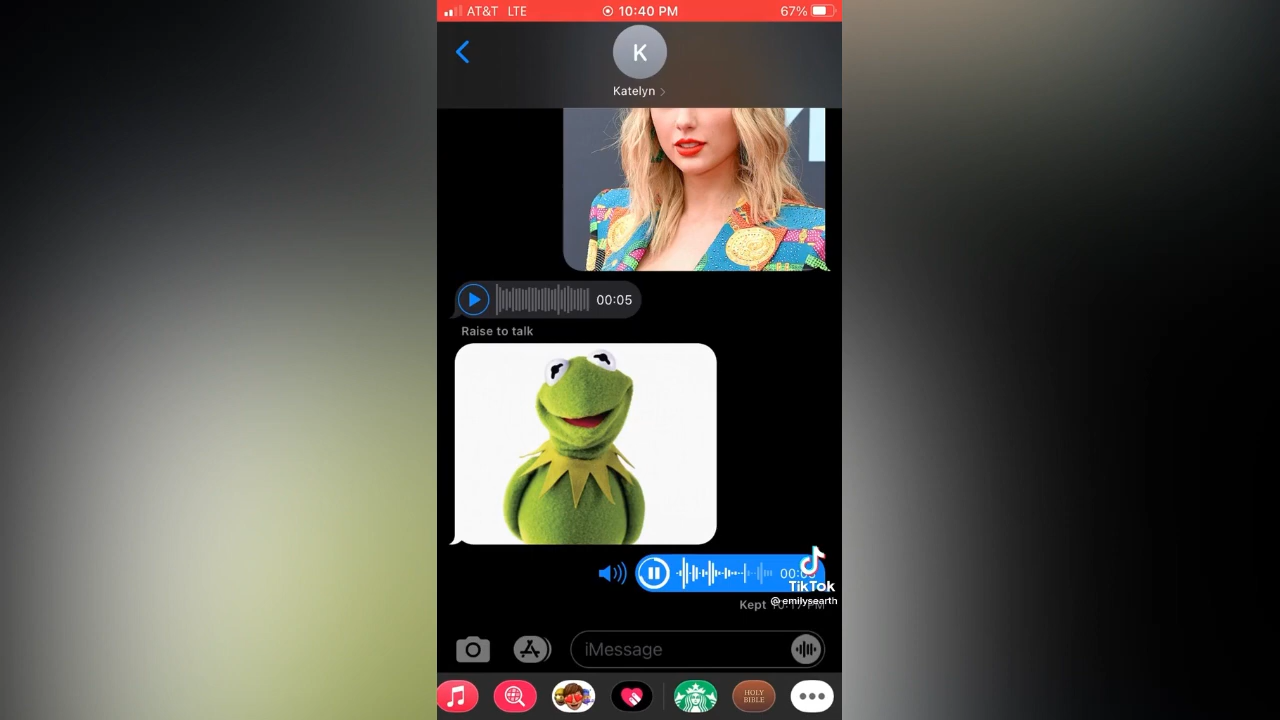 AT&T LTE
10:40 PM
67%
K
Katelyn
00:05
Raise to talk
TikTok
Kept
@emilysearth
iMessage
HOLY
BIBLE